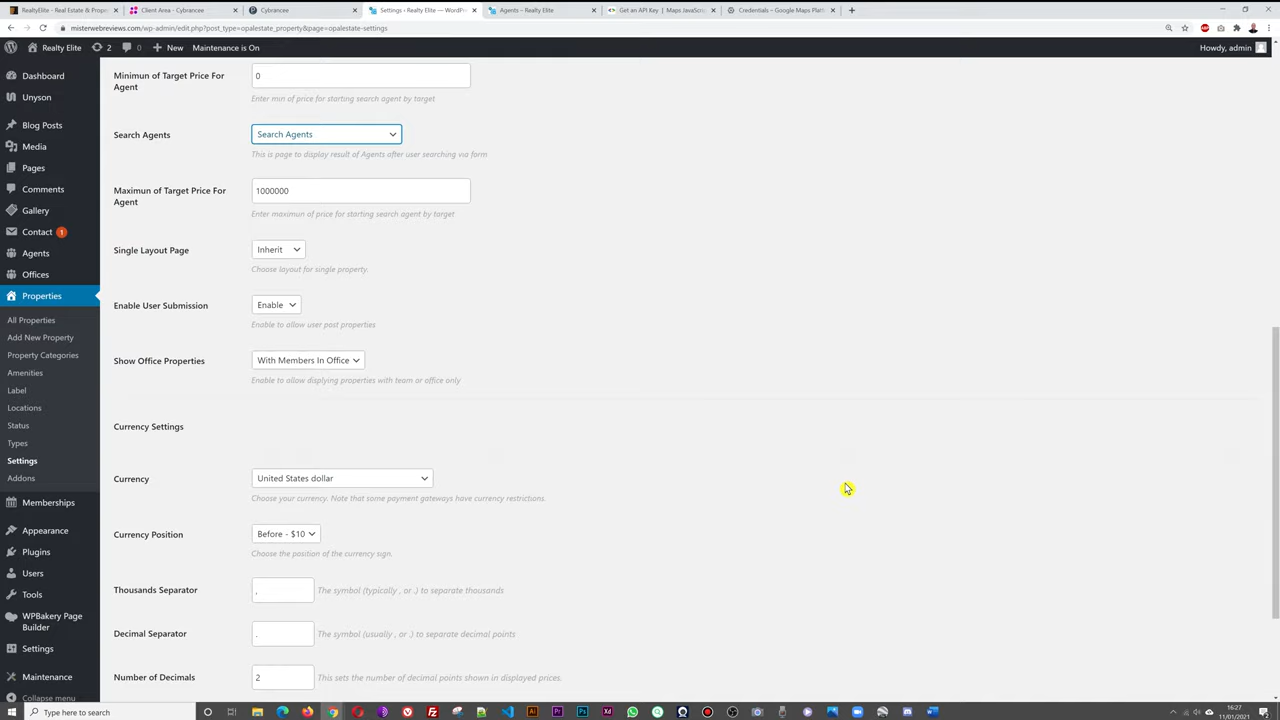 RealtyElite - Real Estate & Prope
Client Area - Cybrancee
Cybrancee
Settings ‹ Realty Elite — WordPr
Agents – Realty Elite
Get an API Key | Maps JavaScri
Credentials – Google Maps Platf
misterwebreviews.com/wp-admin/edit.php?post_type=opalestate_property&page=opalestate-settings
Realty Elite
2
0
New
Maintenance is On
Howdy, admin
Dashboard
Unyson
Blog Posts
Media
Pages
Comments
Gallery
Contact 1
Agents
Offices
Properties
All Properties
Add New Property
Property Categories
Amenities
Label
Locations
Status
Types
Settings
Addons
Memberships
Appearance
Plugins
Users
Tools
WPBakery Page
Builder
Settings
Maintenance
Collapse menu
Minimun of Target Price For
Agent
0
Enter min of price for starting search agent by target
Search Agents
Search Agents
This is page to display result of Agents after user searching via form
Maximun of Target Price For
Agent
1000000
Enter maximun of price for starting search agent by target
Single Layout Page
Inherit
Choose layout for single property.
Enable User Submission
Enable
Enable to allow user post properties
Show Office Properties
With Members In Office
Enable to allow displying properties with team or office only
Currency Settings
Currency
United States dollar
Choose your currency. Note that some payment gateways have currency restrictions.
Currency Position
Before - $10
Choose the position of the currency sign.
Thousands Separator
,
The symbol (typically , or .) to separate thousands
Decimal Separator
.
The symbol (usually , or .) to separate decimal points
Number of Decimals
2
This sets the number of decimal points shown in displayed prices.
Type here to search
16:27
11/01/2021